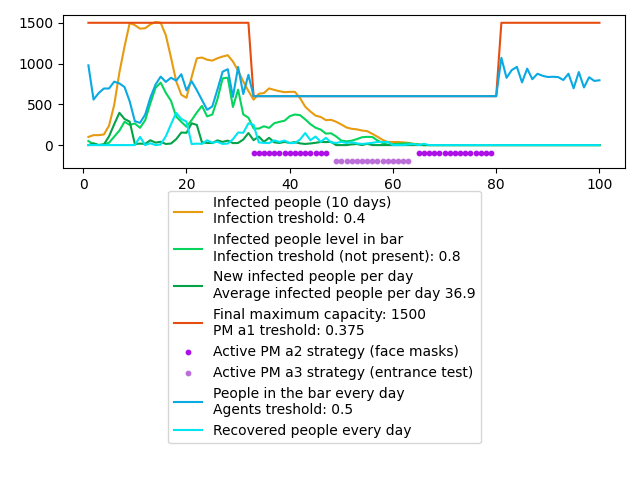 1500
1000
500
0
0 20 40 60 80 100
Infected people (10 days)
Infection treshold: 0.4
Infected people level in bar
Infection treshold (not present): 0.8
New infected people per day
Average infected people per day 36.9
Final maximum capacity: 1500
PM a1 treshold: 0.375
Active PM a2 strategy (face masks)
Active PM a3 strategy (entrance test)
People in the bar every day
Agents treshold: 0.5
Recovered people every day